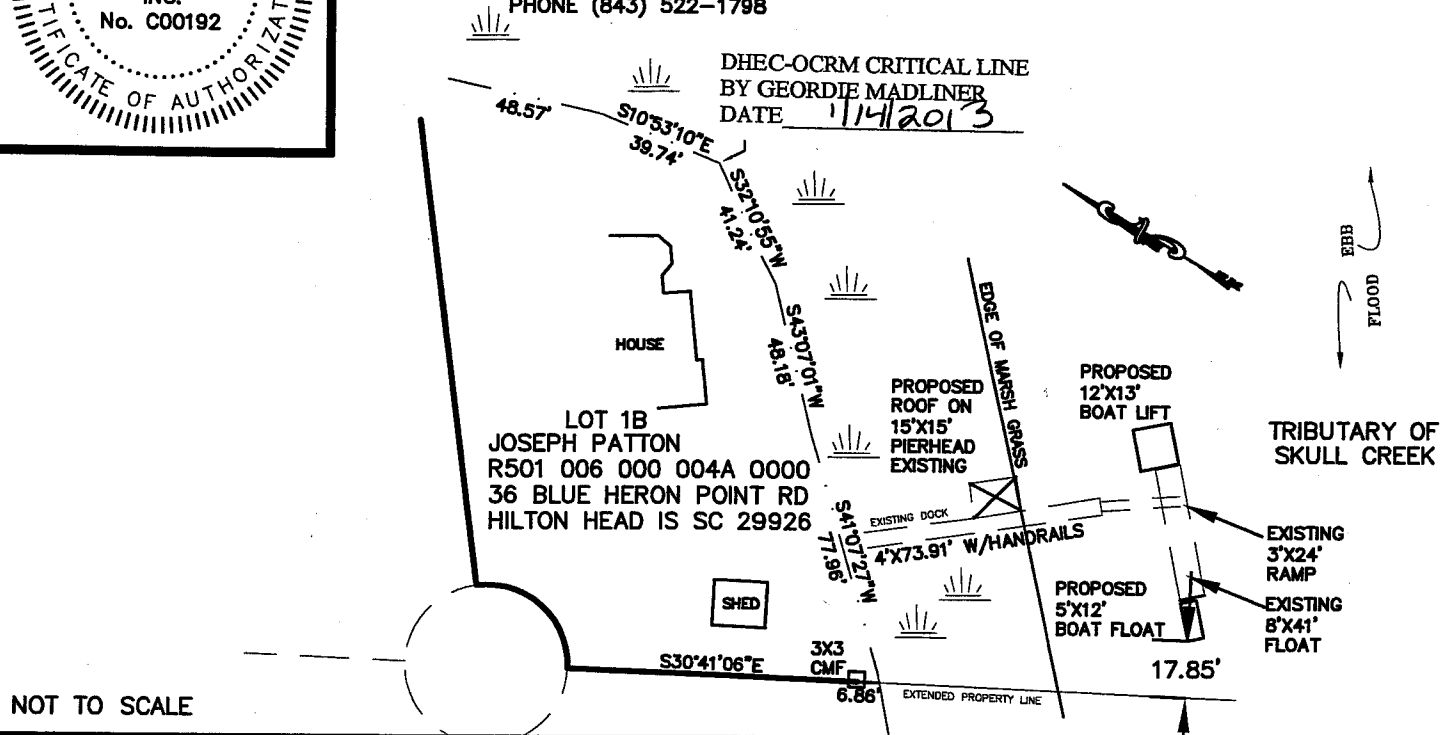 INC.
No. C00192
TIFICATE OF AUTHORIZAT
PHONE (843) 522-1798
DHEC-OCRM CRITICAL LINE
BY GEORDIE MADLINER
DATE 1/14/2013
48.57'
S10°53'10"E
39.74'
S32°10'55"W
41.24'
S43°07'01"W
48.18'
HOUSE
LOT 1B
JOSEPH PATTON
R501 006 000 004A 0000
36 BLUE HERON POINT RD
HILTON HEAD IS SC 29926
PROPOSED
ROOF ON
15'X15'
PIERHEAD
EXISTING
EDGE OF MARSH GRASS
PROPOSED
12'X13'
BOAT LIFT
EBB
FLOOD
TRIBUTARY OF
SKULL CREEK
S41°07'27"W
77.96'
EXISTING DOCK
4'X73.91' W/HANDRAILS
EXISTING
3'X24'
RAMP
PROPOSED
5'X12'
BOAT FLOAT
EXISTING
8'X41'
FLOAT
SHED
S30°41'06"E
3X3
CMF
6.86'
EXTENDED PROPERTY LINE
17.85'
NOT TO SCALE